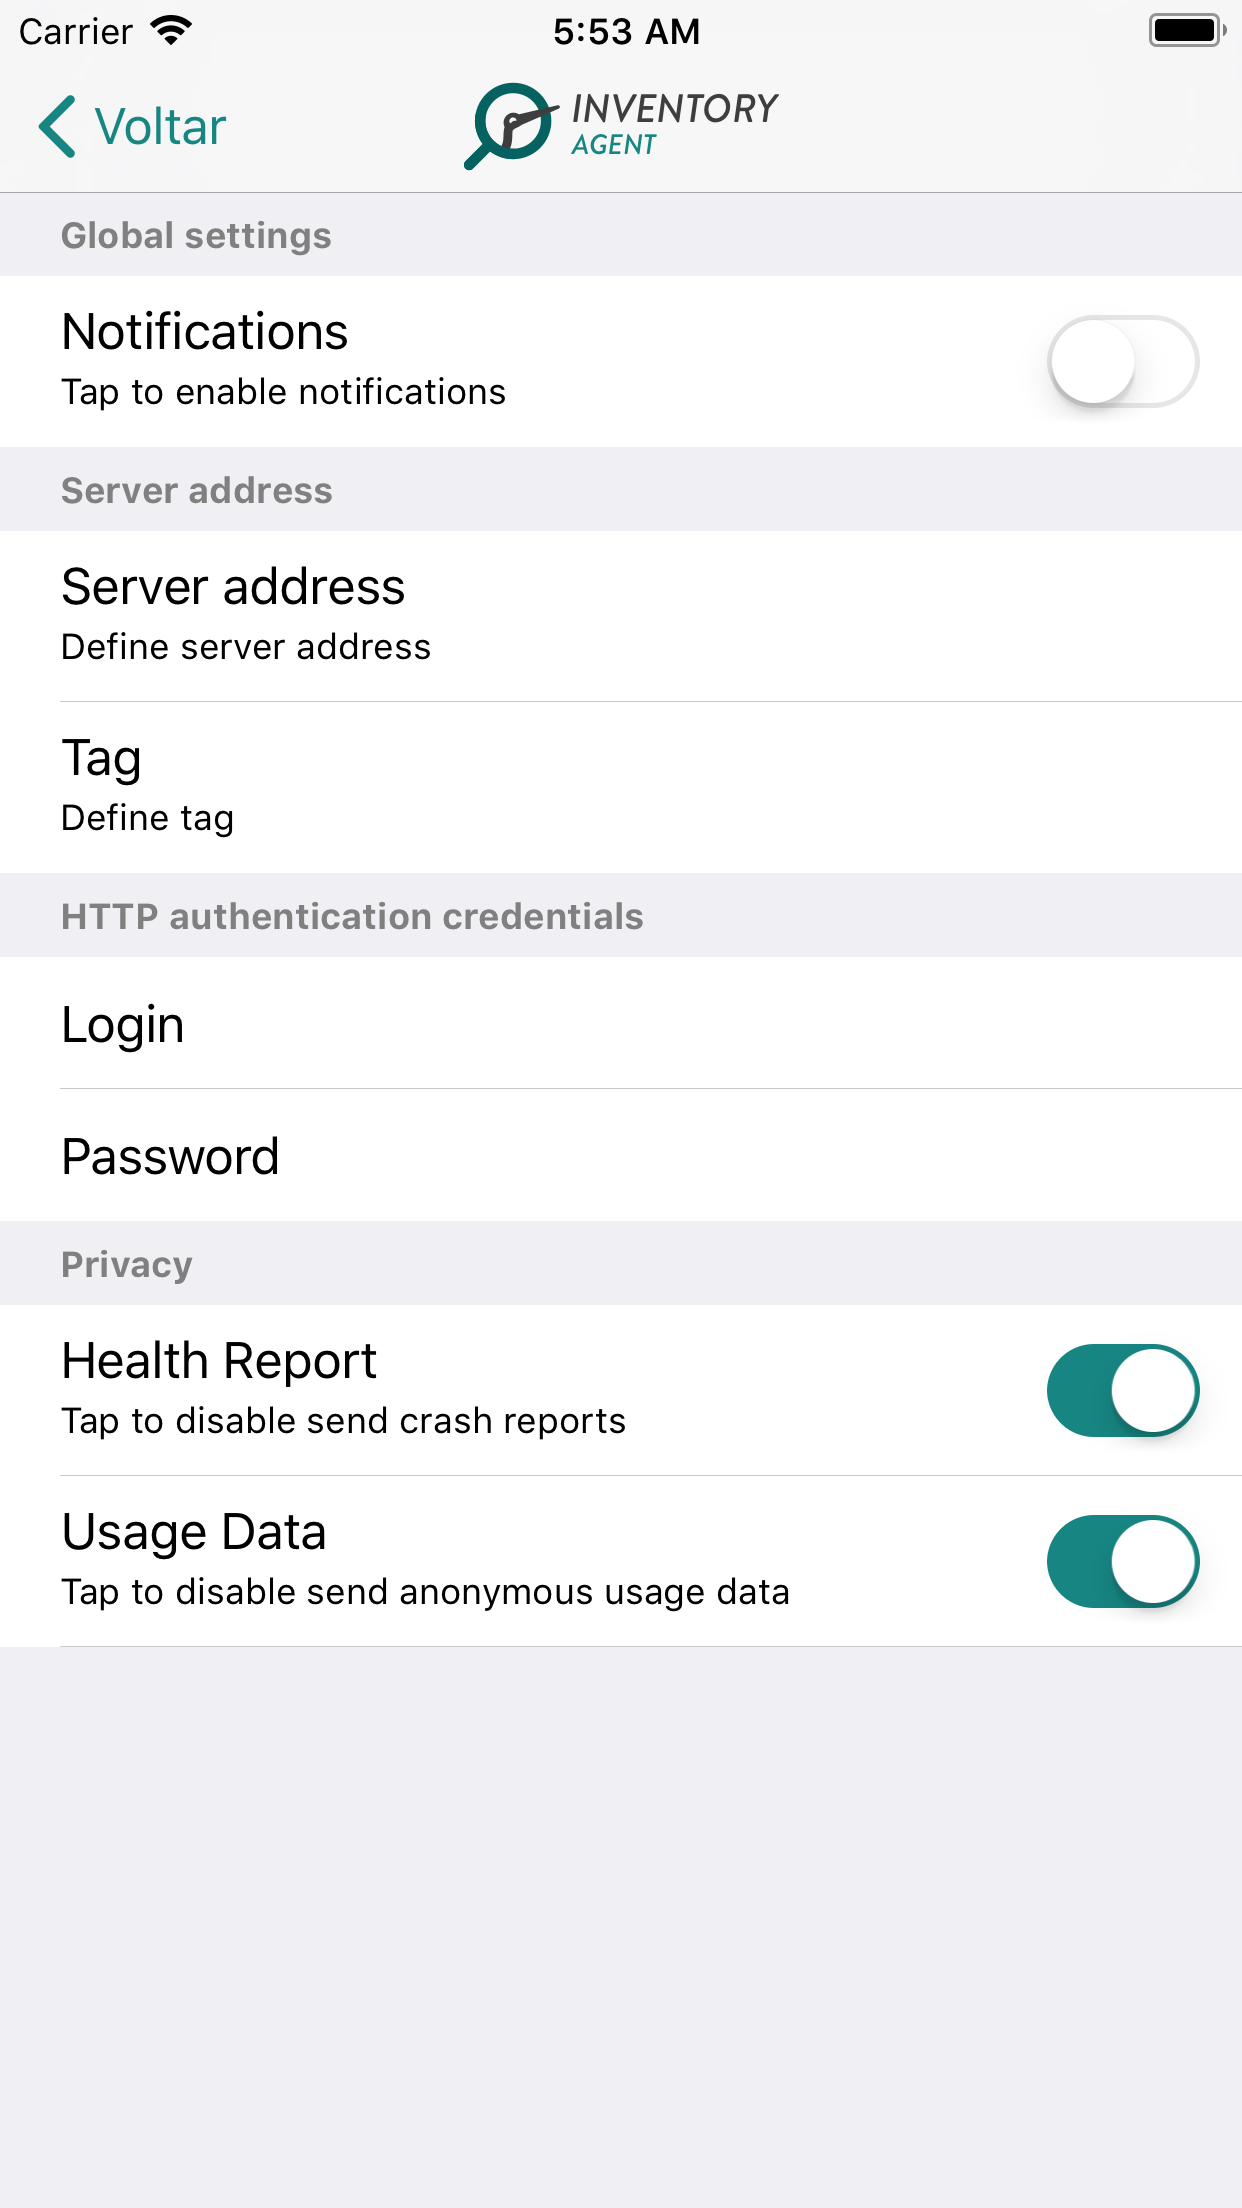 Carrier 5:53 AM
Voltar
INVENTORY
AGENT
Global settings
Notifications
Tap to enable notifications
Server address
Server address
Define server address
Tag
Define tag
HTTP authentication credentials
Login
Password
Privacy
Health Report
Tap to disable send crash reports
Usage Data
Tap to disable send anonymous usage data